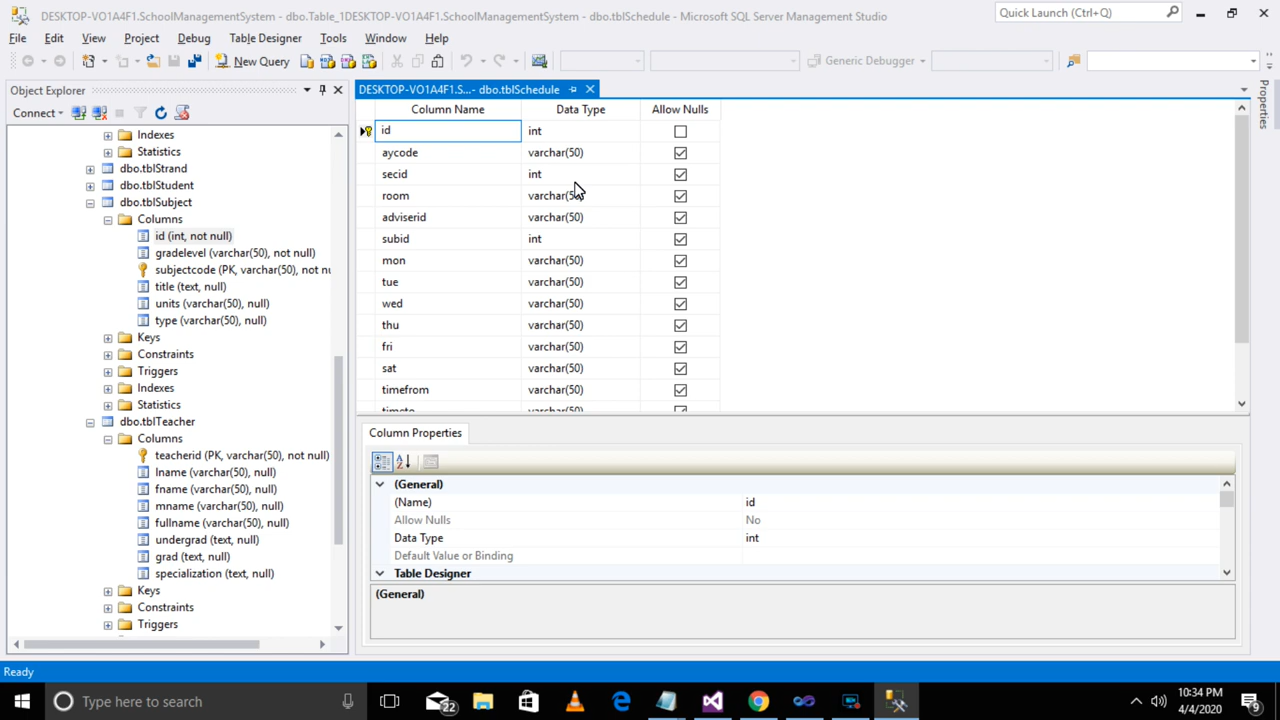 DESKTOP-VO1A4F1.SchoolManagementSystem - dbo.Table_1DESKTOP-VO1A4F1.SchoolManagementSystem - dbo.tblSchedule - Microsoft SQL Server Management Studio
Quick Launch (Ctrl+Q)
File Edit View Project Debug Table Designer Tools Window Help
New Query
Generic Debugger
Object Explorer
Connect
Indexes
Statistics
dbo.tblStrand
dbo.tblStudent
dbo.tblSubject
Columns
id (int, not null)
gradelevel (varchar(50), not null)
subjectcode (PK, varchar(50), not nu
title (text, null)
units (varchar(50), null)
type (varchar(50), null)
Keys
Constraints
Triggers
Indexes
Statistics
dbo.tblTeacher
Columns
teacherid (PK, varchar(50), not null)
lname (varchar(50), null)
fname (varchar(50), null)
mname (varchar(50), null)
fullname (varchar(50), null)
undergrad (text, null)
grad (text, null)
specialization (text, null)
Keys
Constraints
Triggers
DESKTOP-VO1A4F1.S...- dbo.tblSchedule
Column Name Data Type Allow Nulls
id int
aycode varchar(50)
secid int
room varchar(50)
adviserid varchar(50)
subid int
mon varchar(50)
tue varchar(50)
wed varchar(50)
thu varchar(50)
fri varchar(50)
sat varchar(50)
timefrom varchar(50)
timeto varchar(50)
Column Properties
(General)
(Name) id
Allow Nulls No
Data Type int
Default Value or Binding
Table Designer
(General)
Properties
Ready
Type here to search
22
10:34 PM
4/4/2020
9